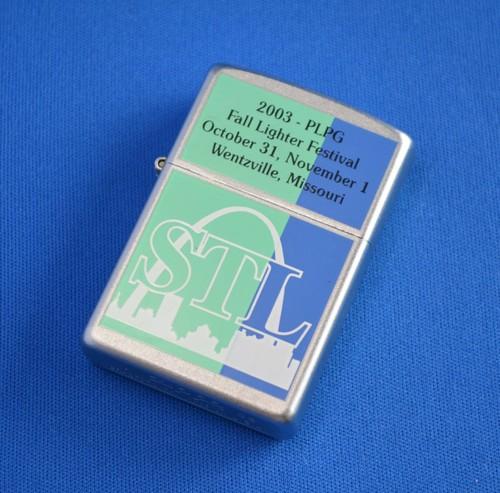 2003 - PLPG
Fall Lighter Festival
October 31, November 1
Wentzville, Missouri
STL